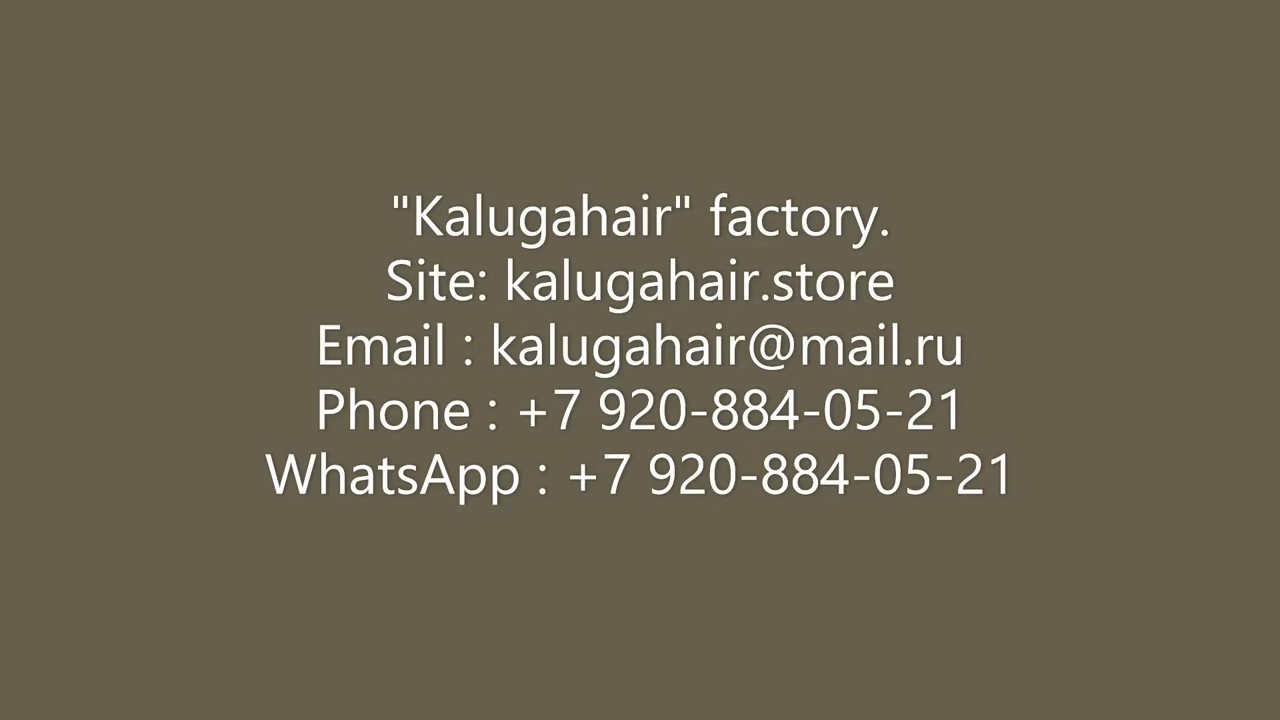 "Kalugahair" factory.
Site: kalugahair.store
Email : kalugahair@mail.ru
Phone : +7 920-884-05-21
WhatsApp : +7 920-884-05-21